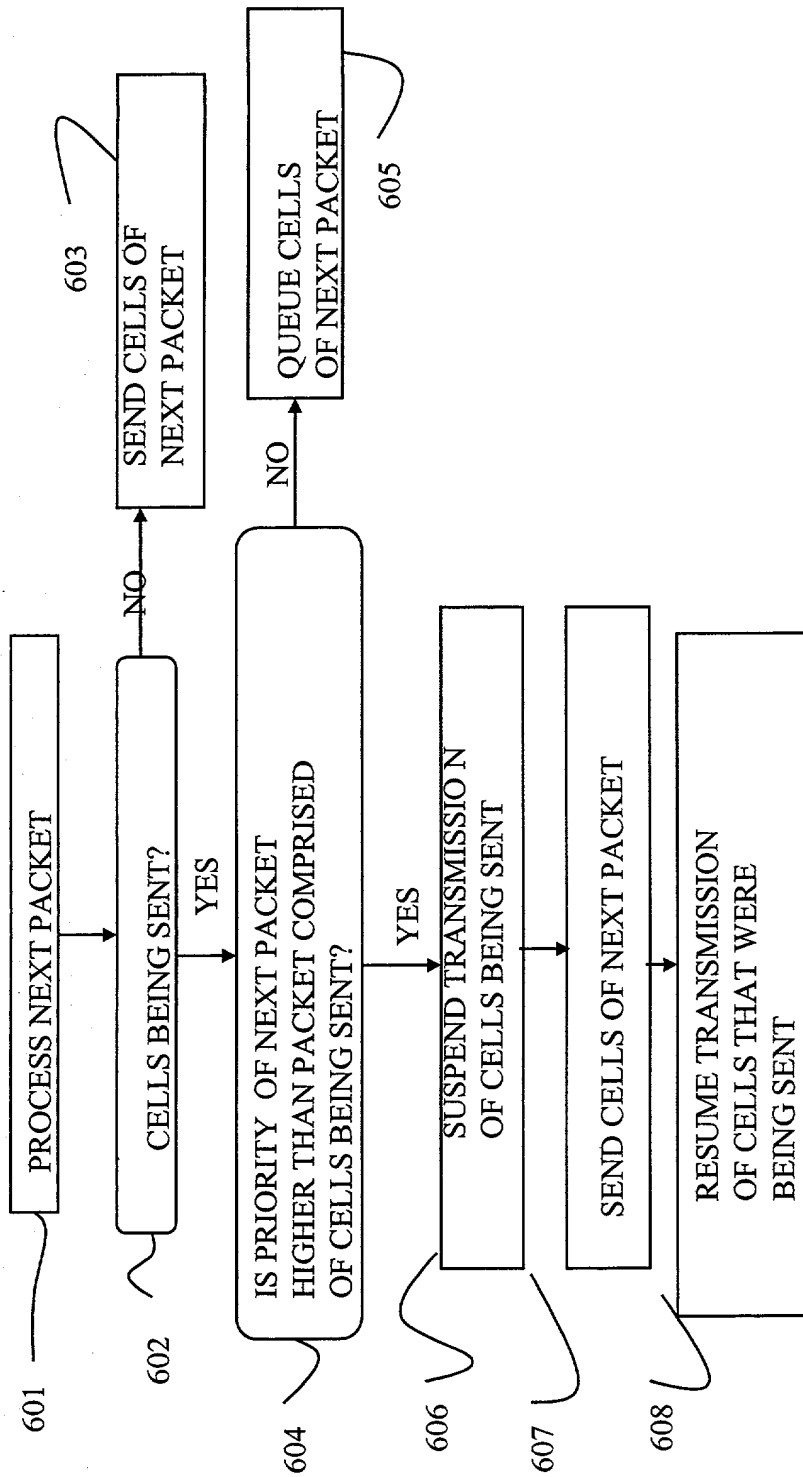 601
PROCESS NEXT PACKET
602
CELLS BEING SENT?
NO
603
SEND CELLS OF
NEXT PACKET
YES
604
IS PRIORITY OF NEXT PACKET
HIGHER THAN PACKET COMPRISED
OF CELLS BEING SENT?
NO
QUEUE CELLS
OF NEXT PACKET
605
YES
606
SUSPEND TRANSMISSIO N
OF CELLS BEING SENT
607
SEND CELLS OF NEXT PACKET
608
RESUME TRANSMISSION
OF CELLS THAT WERE
BEING SENT